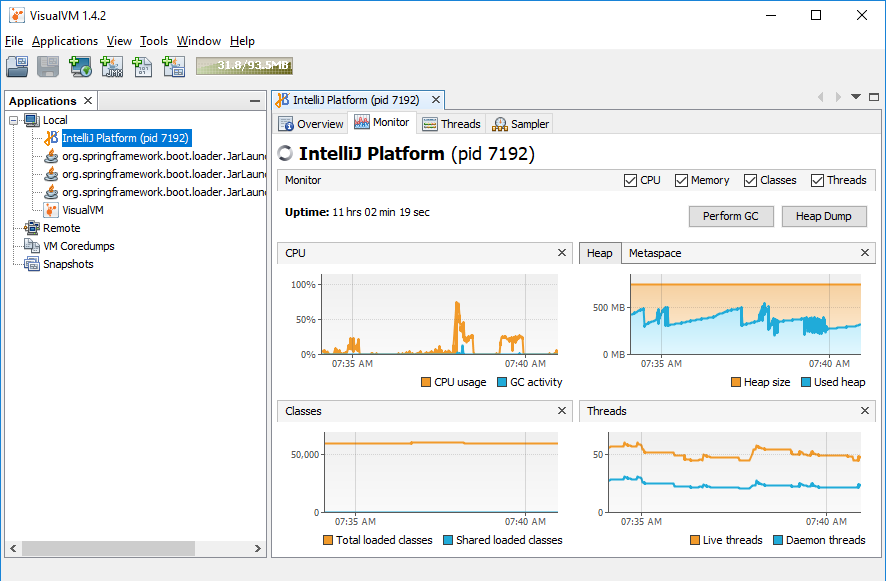 VisualVM 1.4.2
File Applications View Tools Window Help
JMX
101
01
31.8/93.5MB
Applications
Local
IntelliJ Platform (pid 7192)
org.springframework.boot.loader.JarLaun
org.springframework.boot.loader.JarLaun
org.springframework.boot.loader.JarLaun
VisualVM
Remote
VM Coredumps
Snapshots
IntelliJ Platform (pid 7192)
Overview Monitor Threads Sampler
IntelliJ Platform (pid 7192)
Monitor CPU Memory Classes Threads
Uptime: 11 hrs 02 min 19 sec
Perform GC Heap Dump
CPU
100%
50%
0%
07:35 AM 07:40 AM
CPU usage GC activity
Heap Metaspace
500 MB
0 MB
07:35 AM 07:40 AM
Heap size Used heap
Classes
50,000
0
07:35 AM 07:40 AM
Total loaded classes Shared loaded classes
Threads
50
0
07:35 AM 07:40 AM
Live threads Daemon threads